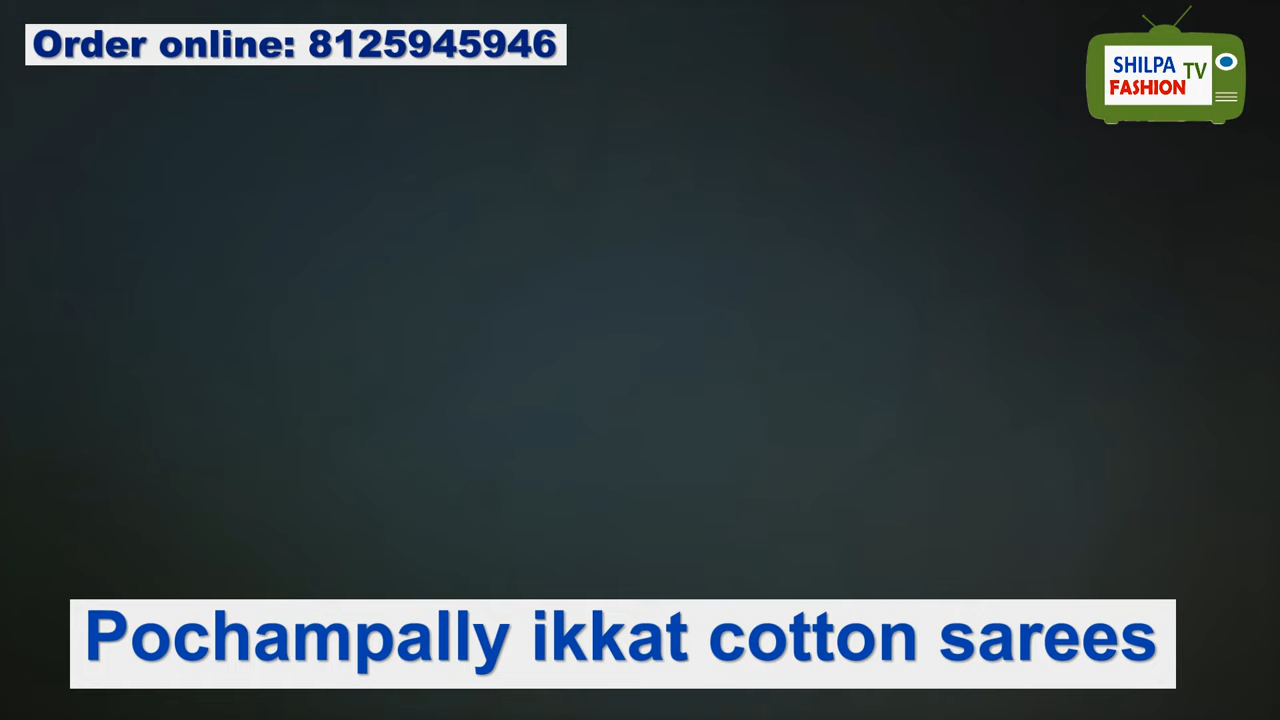 Order online: 8125945946
SHILPA TV
FASHION
Pochampally ikkat cotton sarees